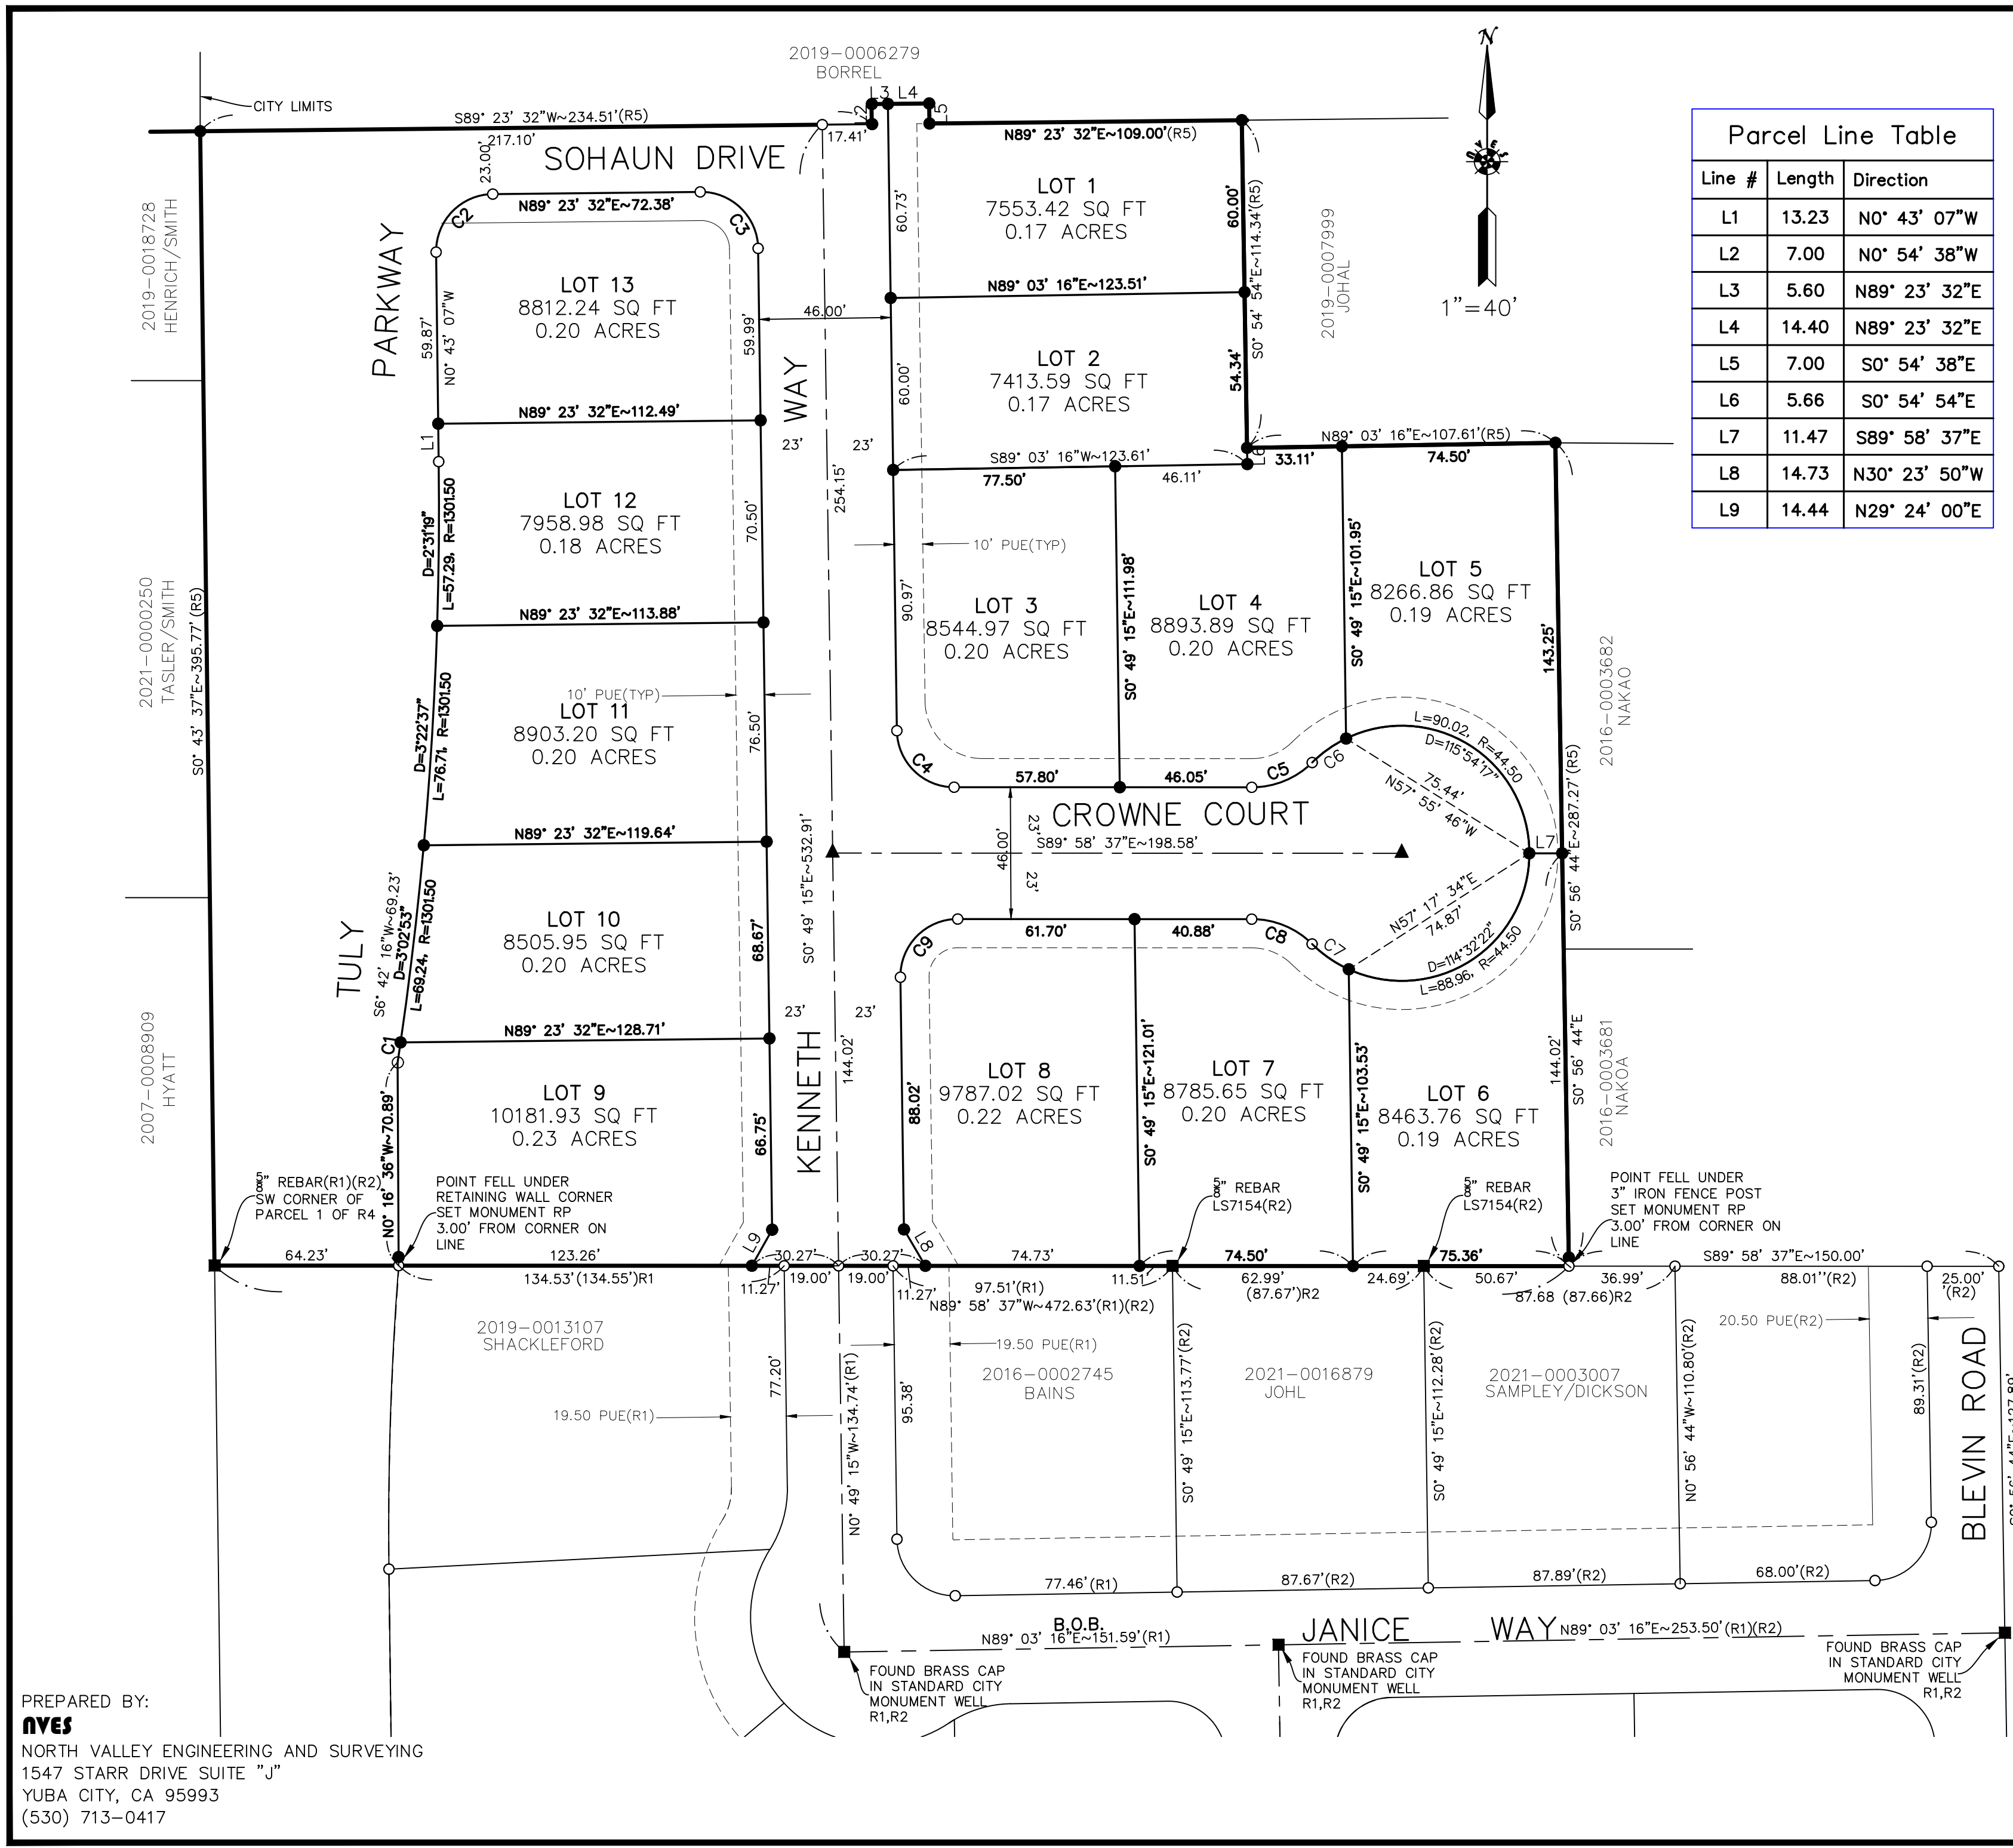 2019-0006279
BORREL
N
CITY LIMITS
S89° 23' 32"W~234.51'(R5)
217.10'
17.41'
L2
L3 L4
L5
N89° 23' 32"E~109.00'(R5)
SOHAUN DRIVE
23.00'
C2
N89° 23' 32"E~72.38'
C3
1"=40'
Parcel Line Table
Line # Length Direction
L1 13.23 N0° 43' 07"W
L2 7.00 N0° 54' 38"W
L3 5.60 N89° 23' 32"E
L4 14.40 N89° 23' 32"E
L5 7.00 S0° 54' 38"E
L6 5.66 S0° 54' 54"E
L7 11.47 S89° 58' 37"E
L8 14.73 N30° 23' 50"W
L9 14.44 N29° 24' 00"E
2019-0018728
HENRICH/SMITH
2021-0000250
TASLER/SMITH
2007-0008909
HYATT
S0° 43' 37"E~395.77'(R5)
TULY PARKWAY
LOT 13
8812.24 SQ FT
0.20 ACRES
59.87'
N0° 43' 07"W
59.99'
46.00'
N89° 23' 32"E~112.49'
L1
LOT 12
7958.98 SQ FT
0.18 ACRES
D=2°31'19"
L=57.29, R=1301.50
70.50'
N89° 23' 32"E~113.88'
10' PUE(TYP)
LOT 11
8903.20 SQ FT
0.20 ACRES
D=3°22'37"
L=76.71, R=1301.50
76.50'
N89° 23' 32"E~119.64'
LOT 10
8505.95 SQ FT
0.20 ACRES
S6° 42' 16"W~69.23'
D=3°02'53"
L=69.24, R=1301.50
68.67'
N89° 23' 32"E~128.71'
C1
LOT 9
10181.93 SQ FT
0.23 ACRES
N0° 16' 36"W~70.89'
66.75'
L9
KENNETH WAY
23' 23'
254.15'
S0° 49' 15"E~532.91'
23' 23'
144.02'
LOT 1
7553.42 SQ FT
0.17 ACRES
60.73'
60.00'
S0° 54' 54"E~114.34'(R5)
2019-0007999
JOHAL
N89° 03' 16"E~123.51'
LOT 2
7413.59 SQ FT
0.17 ACRES
60.00'
54.34'
S89° 03' 16"W~123.61'
77.50'
46.11'
L6
N89° 03' 16"E~107.61'(R5)
33.11'
74.50'
10' PUE(TYP)
LOT 3
8544.97 SQ FT
0.20 ACRES
90.97'
S0° 49' 15"E~111.98'
LOT 4
8893.89 SQ FT
0.20 ACRES
S0° 49' 15"E~101.95'
LOT 5
8266.86 SQ FT
0.19 ACRES
143.25'
2016-0003682
NAKAO
C4
57.80'
46.05'
C5
C6
L=90.02, R=44.50
D=115°54'17"
75.44'
N57° 55' 46"W
CROWNE COURT
S89° 58' 37"E~198.58'
23'
46.00'
23'
L7
S0° 56' 44"E~287.27'(R5)
N57° 17' 34"E
74.87'
D=114°32'22"
L=88.96, R=44.50
C9
61.70'
40.88'
C8
C7
LOT 8
9787.02 SQ FT
0.22 ACRES
88.02'
S0° 49' 15"E~121.01'
LOT 7
8785.65 SQ FT
0.20 ACRES
S0° 49' 15"E~103.53'
LOT 6
8463.76 SQ FT
0.19 ACRES
144.02'
S0° 56' 44"E
2016-0003681
NAKOA
L8
5/8" REBAR(R1)(R2)
SW CORNER OF
PARCEL 1 OF R4
POINT FELL UNDER
RETAINING WALL CORNER
SET MONUMENT RP
3.00' FROM CORNER ON
LINE
5/8" REBAR
LS7154(R2)
5/8" REBAR
LS7154(R2)
POINT FELL UNDER
3" IRON FENCE POST
SET MONUMENT RP
3.00' FROM CORNER ON
LINE
64.23'
123.26'
134.53'(134.55')R1
30.27' 30.27'
11.27'
19.00' 19.00'
11.27'
74.73'
97.51'(R1)
N89° 58' 37"W~472.63'(R1)(R2)
11.51'
74.50'
62.99'
(87.67')R2
24.69'
75.36'
50.67'
87.68 (87.66)R2
S89° 58' 37"E~150.00'
36.99'
88.01''(R2)
25.00'
'(R2)
2019-0013107
SHACKLEFORD
19.50 PUE(R1)
77.20'
N0° 49' 15"W~134.74'(R1)
95.38'
19.50 PUE(R1)
2016-0002745
BAINS
S0° 49' 15"E~113.77'(R2)
2021-0016879
JOHL
S0° 49' 15"E~112.28'(R2)
2021-0003007
SAMPLEY/DICKSON
N0° 56' 44"W~110.80'(R2)
20.50 PUE(R2)
89.31'(R2)
BLEVIN ROAD
77.46'(R1)
87.67'(R2)
87.89'(R2)
68.00'(R2)
B.O.B.
N89° 03' 16"E~151.59'(R1)
JANICE WAY
N89° 03' 16"E~253.50'(R1)(R2)
FOUND BRASS CAP
IN STANDARD CITY
MONUMENT WELL
R1,R2
FOUND BRASS CAP
IN STANDARD CITY
MONUMENT WELL
R1,R2
FOUND BRASS CAP
IN STANDARD CITY
MONUMENT WELL
R1,R2
PREPARED BY:
NVES
NORTH VALLEY ENGINEERING AND SURVEYING
1547 STARR DRIVE SUITE "J"
YUBA CITY, CA 95993
(530) 713-0417